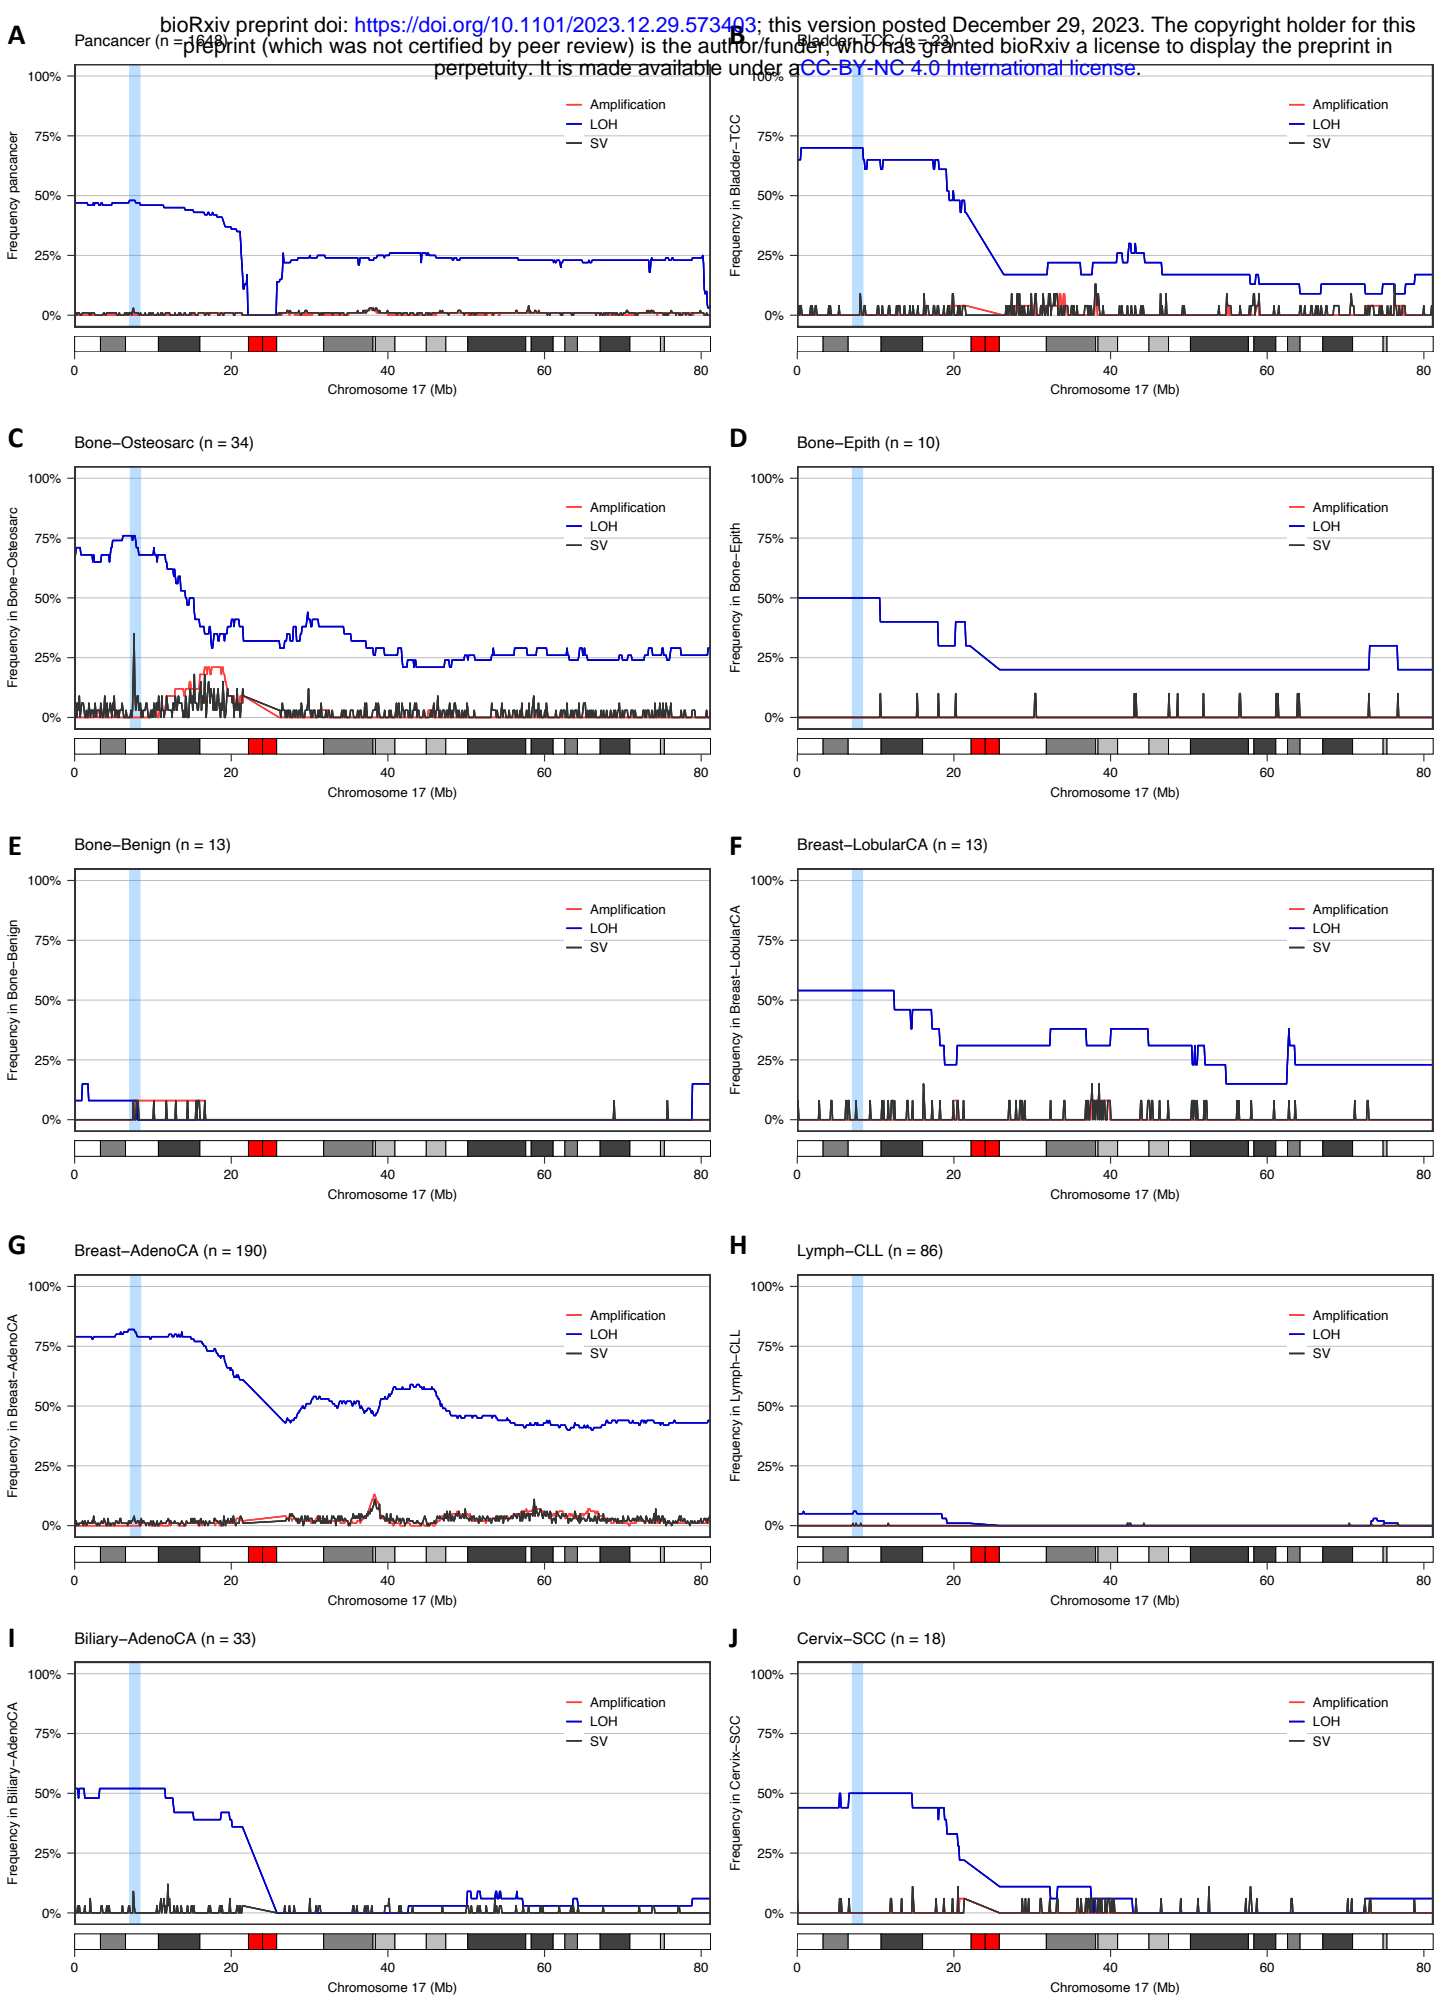 bioRxiv preprint doi: https://doi.org/10.1101/2023.12.29.573403; this version posted December 29, 2023. The copyright holder for this
preprint (which was not certified by peer review) is the author/funder, who has granted bioRxiv a license to display the preprint in
perpetuity. It is made available under aCC-BY-NC 4.0 International license.
A
Pancancer (n = 1648)
Frequency pancancer
100%
75%
50%
25%
0%
Amplification
LOH
SV
0 20 40 60 80
Chromosome 17 (Mb)
B
Bladder−TCC (n = 23)
Frequency in Bladder−TCC
100%
75%
50%
25%
0%
Amplification
LOH
SV
0 20 40 60 80
Chromosome 17 (Mb)
C
Bone−Osteosarc (n = 34)
Frequency in Bone−Osteosarc
100%
75%
50%
25%
0%
Amplification
LOH
SV
0 20 40 60 80
Chromosome 17 (Mb)
D
Bone−Epith (n = 10)
Frequency in Bone−Epith
100%
75%
50%
25%
0%
Amplification
LOH
SV
0 20 40 60 80
Chromosome 17 (Mb)
E
Bone−Benign (n = 13)
Frequency in Bone−Benign
100%
75%
50%
25%
0%
Amplification
LOH
SV
0 20 40 60 80
Chromosome 17 (Mb)
F
Breast−LobularCA (n = 13)
Frequency in Breast−LobularCA
100%
75%
50%
25%
0%
Amplification
LOH
SV
0 20 40 60 80
Chromosome 17 (Mb)
G
Breast−AdenoCA (n = 190)
Frequency in Breast−AdenoCA
100%
75%
50%
25%
0%
Amplification
LOH
SV
0 20 40 60 80
Chromosome 17 (Mb)
H
Lymph−CLL (n = 86)
Frequency in Lymph−CLL
100%
75%
50%
25%
0%
Amplification
LOH
SV
0 20 40 60 80
Chromosome 17 (Mb)
I
Biliary−AdenoCA (n = 33)
Frequency in Biliary−AdenoCA
100%
75%
50%
25%
0%
Amplification
LOH
SV
0 20 40 60 80
Chromosome 17 (Mb)
J
Cervix−SCC (n = 18)
Frequency in Cervix−SCC
100%
75%
50%
25%
0%
Amplification
LOH
SV
0 20 40 60 80
Chromosome 17 (Mb)